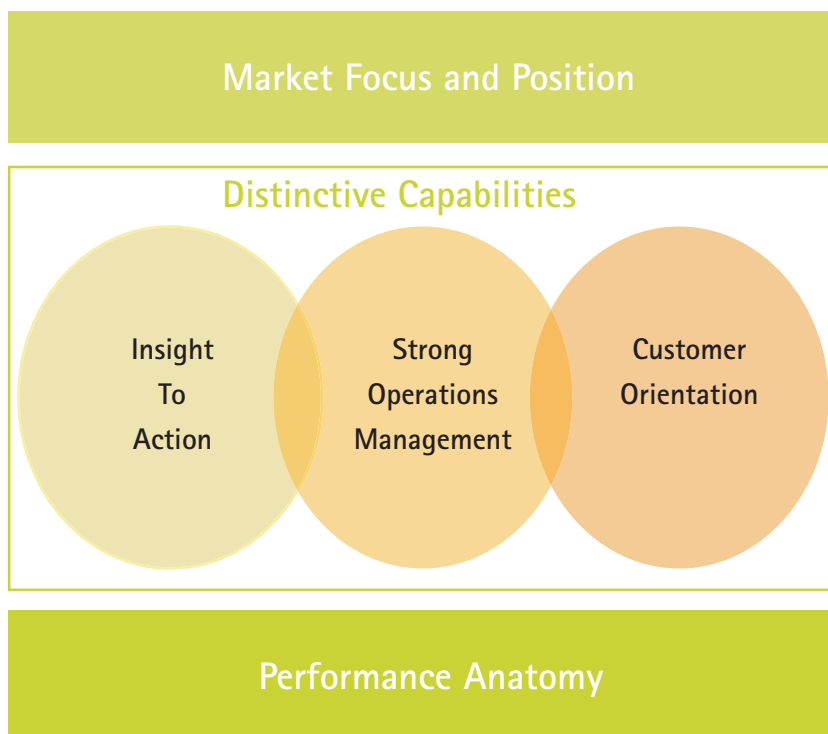 Market Focus and Position
Distinctive Capabilities
Insight
To
Action
Strong
Operations
Management
Customer
Orientation
Performance Anatomy